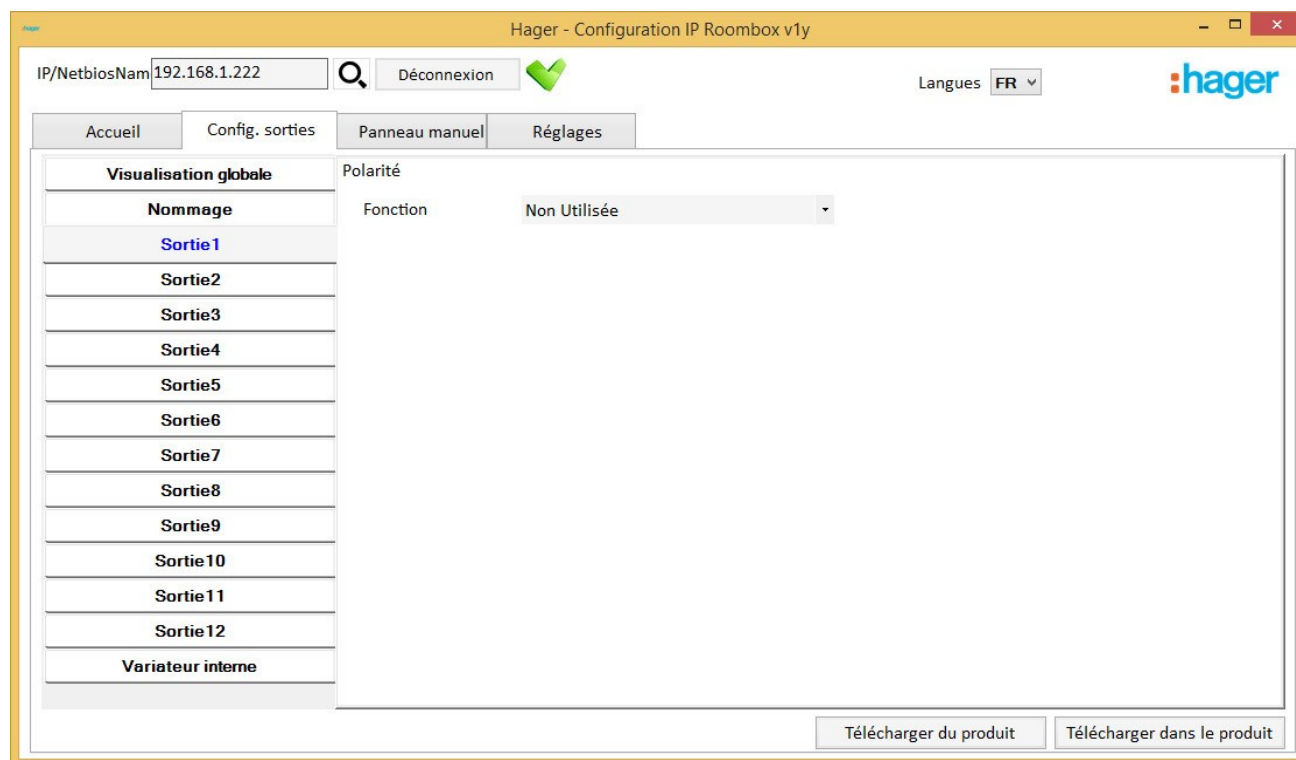 Hager - Configuration IP Roombox v1y
IP/NetbiosNam 192.168.1.222 Déconnexion Langues FR :hager
Accueil Config. sorties Panneau manuel Réglages
Visualisation globale
Nommage
Sortie1
Sortie2
Sortie3
Sortie4
Sortie5
Sortie6
Sortie7
Sortie8
Sortie9
Sortie10
Sortie11
Sortie12
Variateur interne
Polarité
Fonction Non Utilisée
Télécharger du produit Télécharger dans le produit